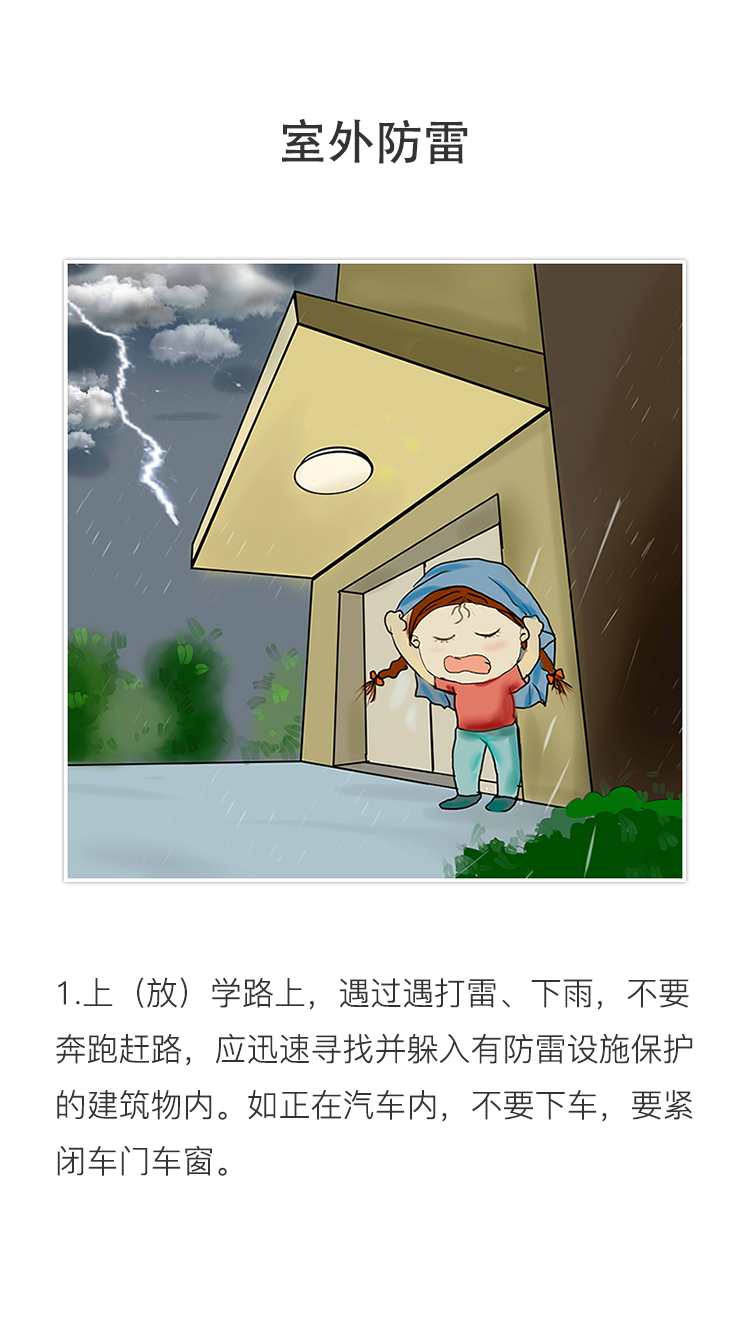 室外防雷
1.上（放）学路上，遇过遇打雷、下雨，不要
奔跑赶路，应迅速寻找并躲入有防雷设施保护
的建筑物内。如正在汽车内，不要下车，要紧
闭车门车窗。